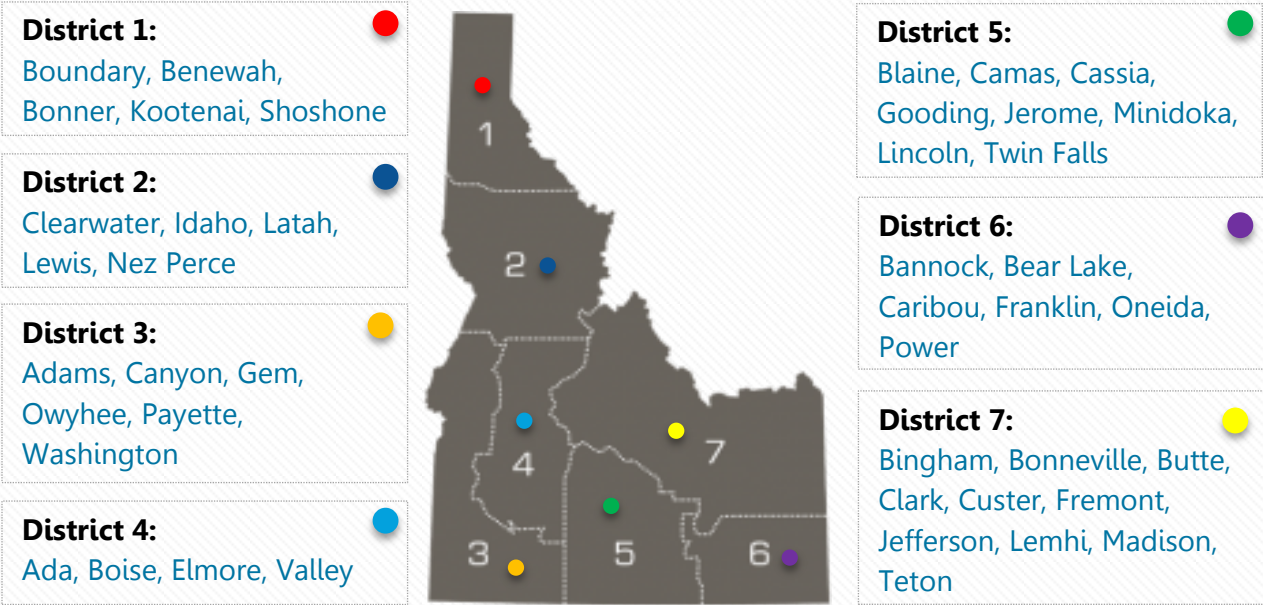 District 1:
Boundary, Benewah,
Bonner, Kootenai, Shoshone
District 2:
Clearwater, Idaho, Latah,
Lewis, Nez Perce
District 3:
Adams, Canyon, Gem,
Owyhee, Payette,
Washington
District 4:
Ada, Boise, Elmore, Valley
1
2
3
4
5
6
7
District 5:
Blaine, Camas, Cassia,
Gooding, Jerome, Minidoka,
Lincoln, Twin Falls
District 6:
Bannock, Bear Lake,
Caribou, Franklin, Oneida,
Power
District 7:
Bingham, Bonneville, Butte,
Clark, Custer, Fremont,
Jefferson, Lemhi, Madison,
Teton